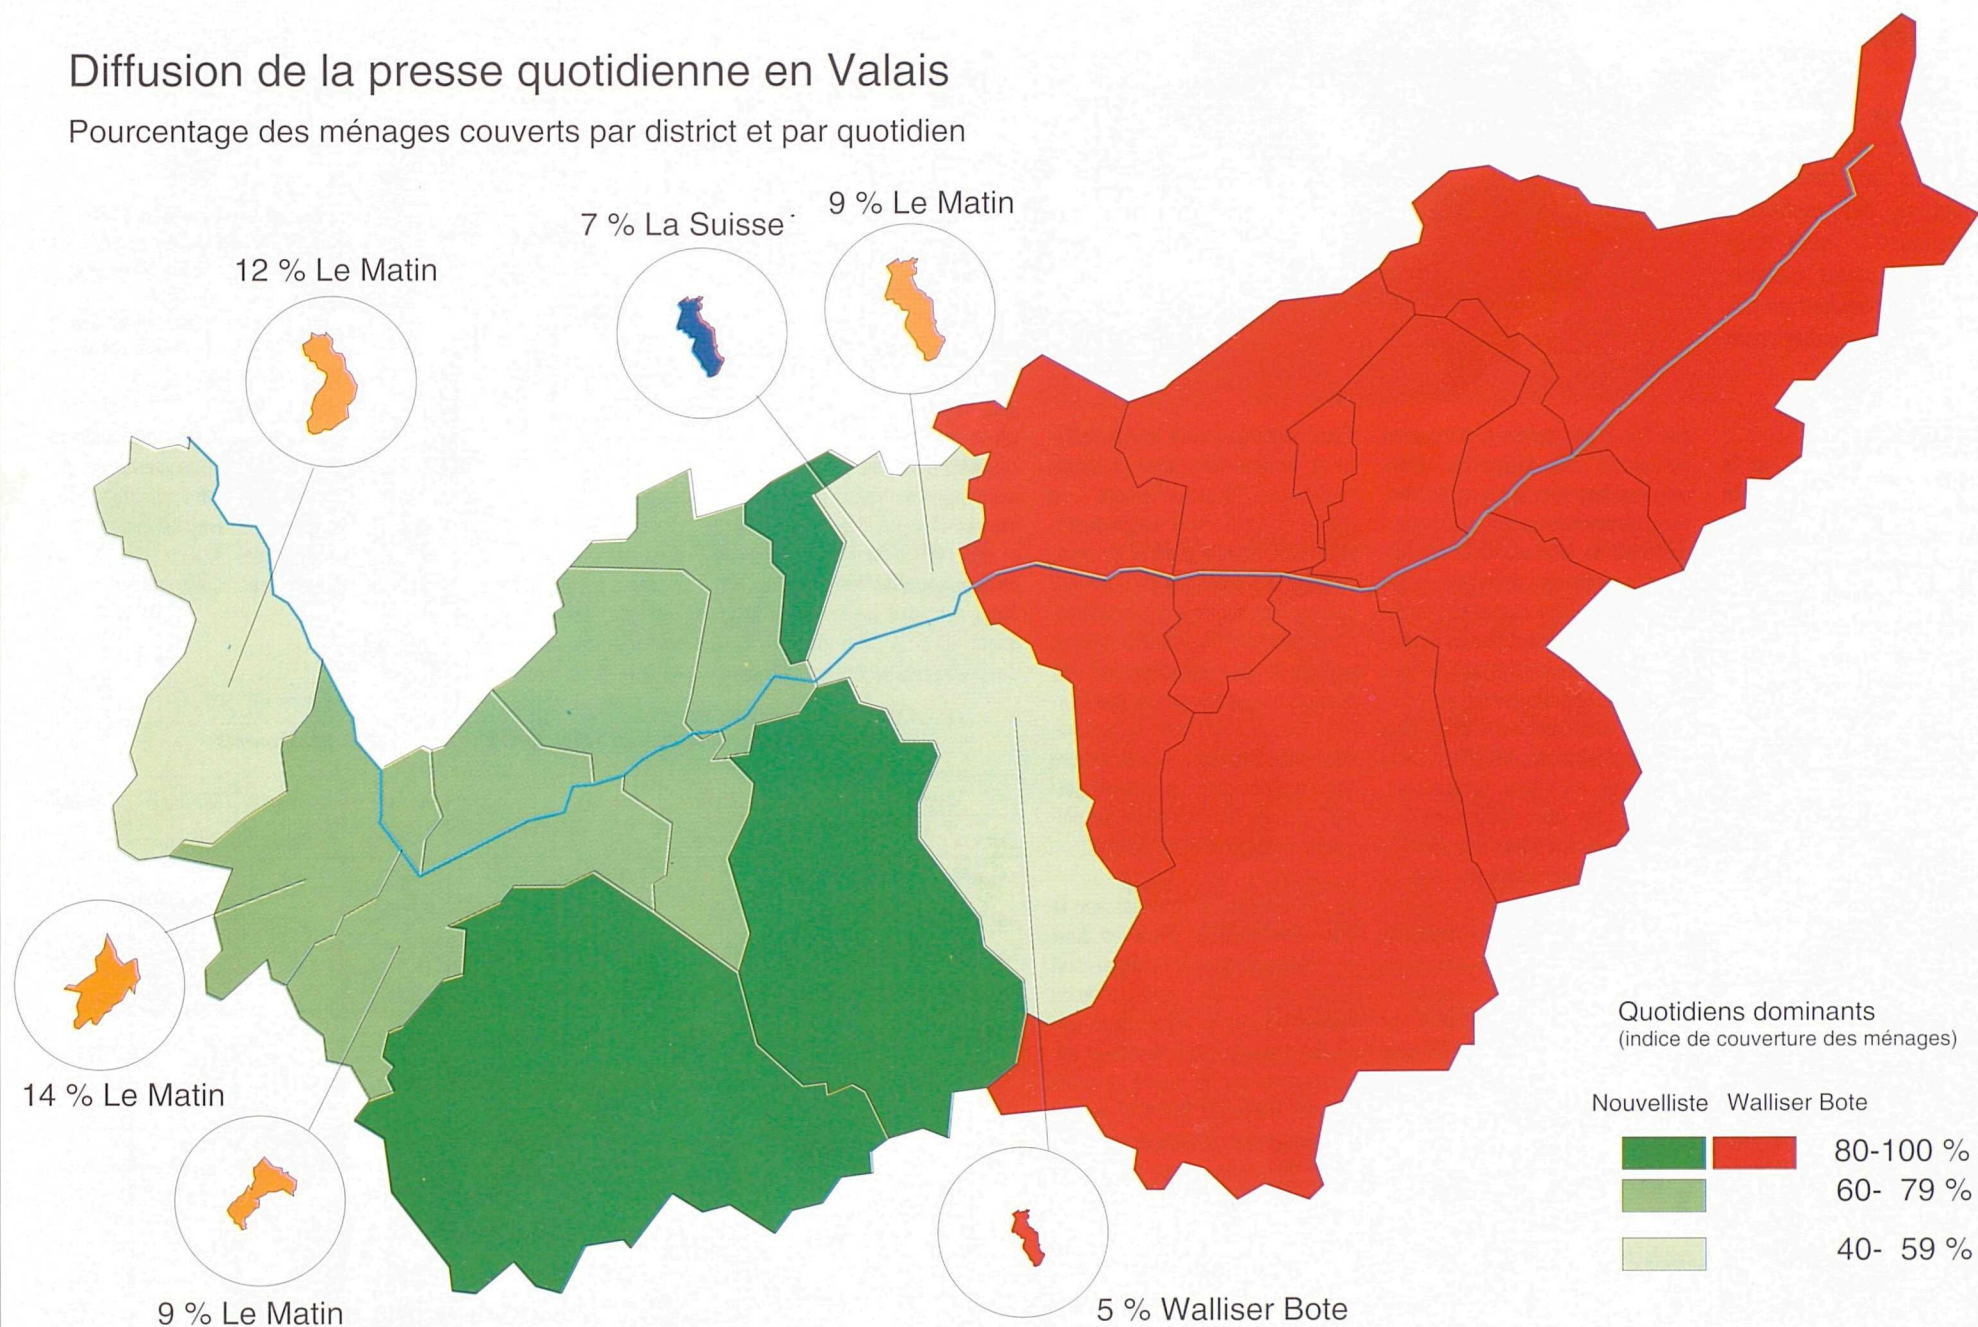 Diffusion de la presse quotidienne en Valais
Pourcentage des ménages couverts par district et par quotidien
9 % Le Matin
7 % La Suisse
12 % Le Matin
14 % Le Matin
9 % Le Matin
5 % Walliser Bote
Quotidiens dominants
(indice de couverture des ménages)
Nouvelliste Walliser Bote
80-100 %
60- 79 %
40- 59 %